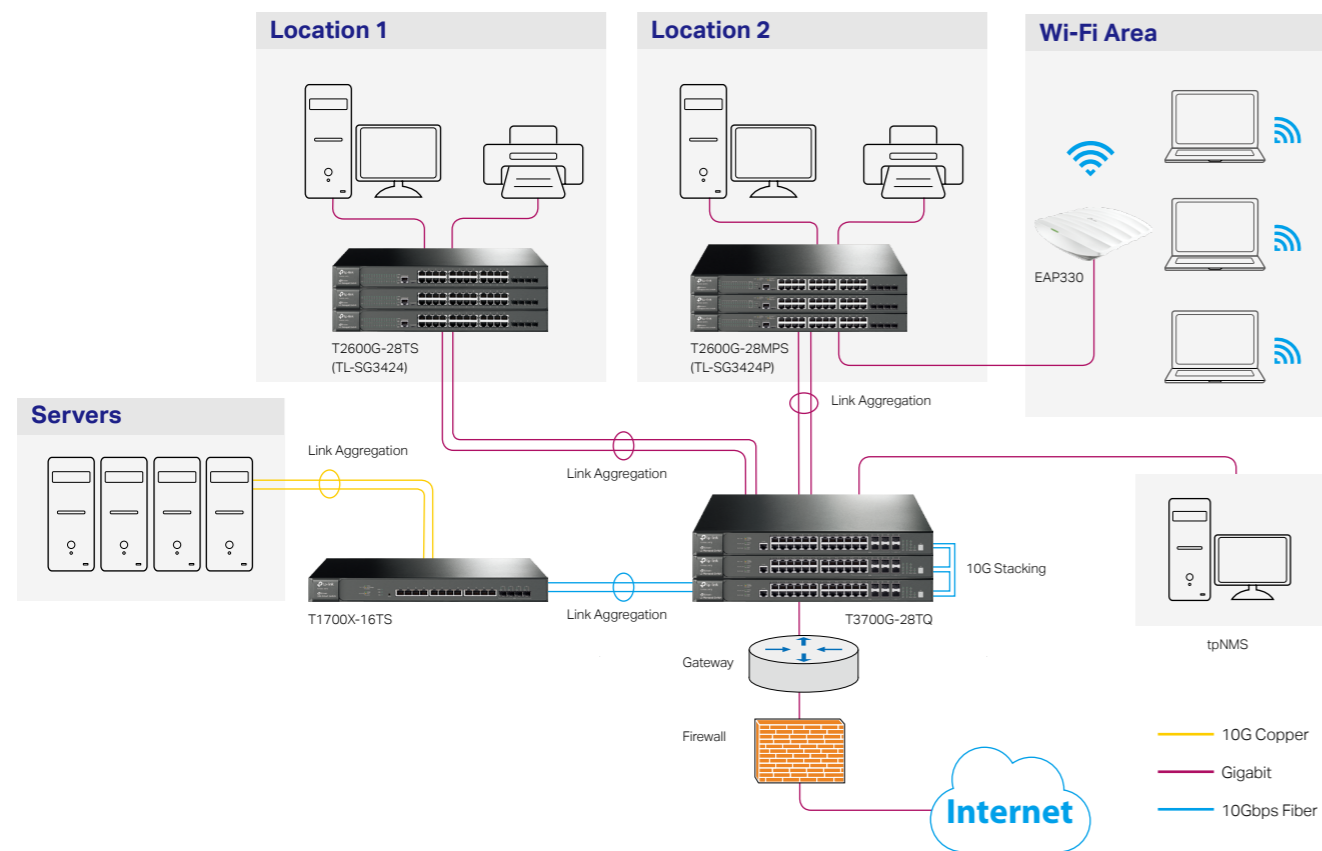 Location 1
Location 2
Wi-Fi Area
EAP330
T2600G-28TS
(TL-SG3424)
T2600G-28MPS
(TL-SG3424P)
Link Aggregation
Servers
Link Aggregation
Link Aggregation
10G Stacking
T1700X-16TS
Link Aggregation
T3700G-28TQ
tpNMS
Gateway
Firewall
Internet
10G Copper
Gigabit
10Gbps Fiber